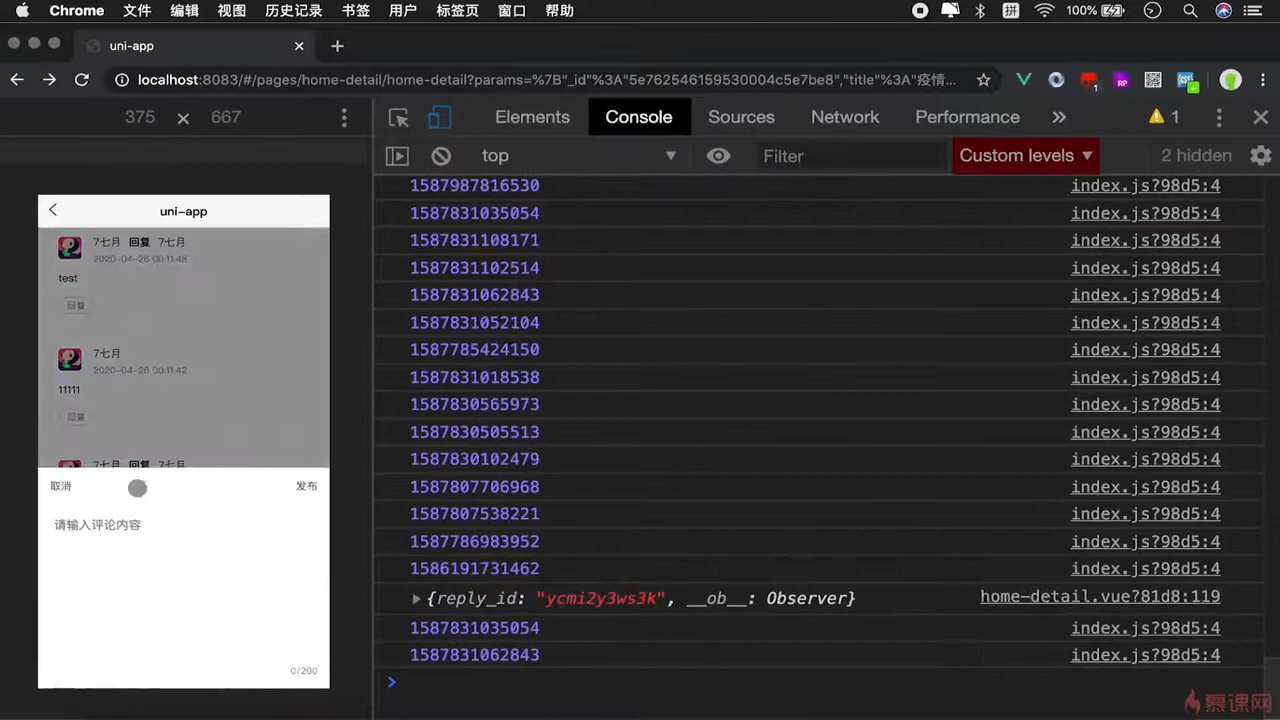 Chrome 文件 编辑 视图 历史记录 书签 用户 标签页 窗口 帮助 拼 100%
uni-app
localhost:8083/#/pages/home-detail/home-detail?params=%7B"_id"%3A"5e762546159530004c5e7be8","title"%3A"疫情...
375 × 667
Elements Console Sources Network Performance » 1
top Filter Custom levels 2 hidden
uni-app
7七月 回复 7七月
2020-04-26 00:11:48
test
回复
7七月
2020-04-26 00:11:42
11111
回复
7七月 回复 7七月
取消 发布
请输入评论内容
0/200
1587987816530 index.js?98d5:4
1587831035054 index.js?98d5:4
1587831108171 index.js?98d5:4
1587831102514 index.js?98d5:4
1587831062843 index.js?98d5:4
1587831052104 index.js?98d5:4
1587785424150 index.js?98d5:4
1587831018538 index.js?98d5:4
1587830565973 index.js?98d5:4
1587830505513 index.js?98d5:4
1587830102479 index.js?98d5:4
1587807706968 index.js?98d5:4
1587807538221 index.js?98d5:4
1587786983952 index.js?98d5:4
1586191731462 index.js?98d5:4
{reply_id: "ycmi2y3ws3k", __ob__: Observer} home-detail.vue?81d8:119
1587831035054 index.js?98d5:4
1587831062843 index.js?98d5:4
慕课网